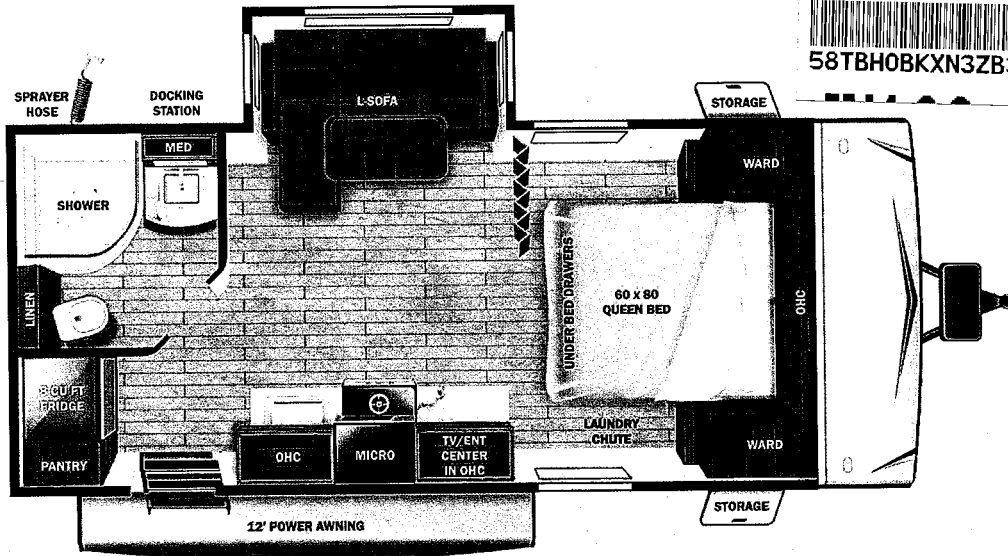 58TBH0BKXN3ZB
SPRAYER
HOSE
DOCKING
STATION
L-SOFA
STORAGE
MED
WARD
SHOWER
UNDER BED DRAWERS
60 x 80
QUEEN BED
OHC
LINEN
8 CU FT
FRIDGE
PANTRY
OHC
MICRO
TV/ENT
CENTER
IN OHC
LAUNDRY
CHUTE
WARD
STORAGE
12' POWER AWNING